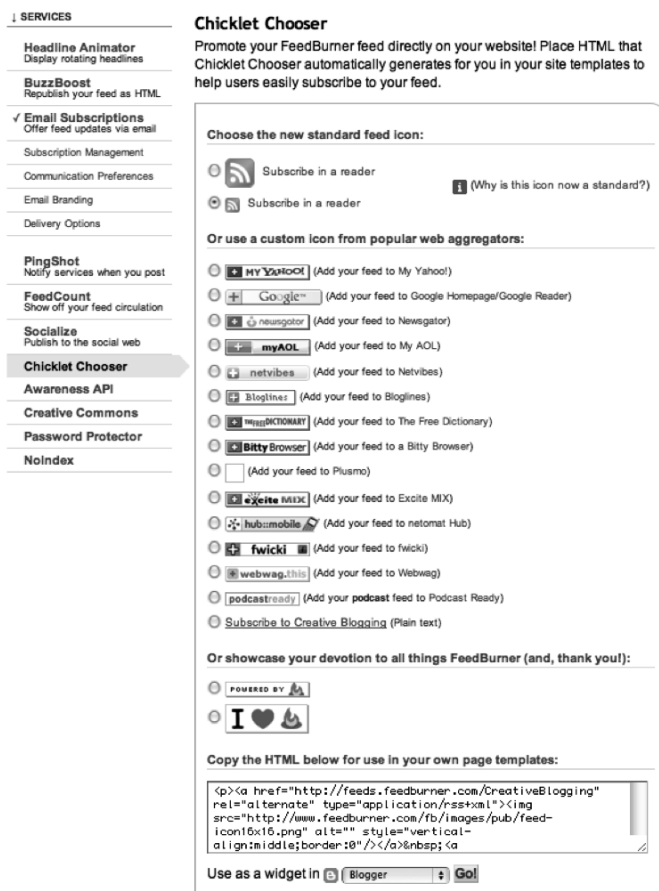 ↓ SERVICES
Headline Animator
Display rotating headlines
BuzzBoost
Republish your feed as HTML
✓ Email Subscriptions
Offer feed updates via email
Subscription Management
Communication Preferences
Email Branding
Delivery Options
PingShot
Notify services when you post
FeedCount
Show off your feed circulation
Socialize
Publish to the social web
Chicklet Chooser
Awareness API
Creative Commons
Password Protector
NoIndex
Chicklet Chooser
Promote your FeedBurner feed directly on your website! Place HTML that
Chicklet Chooser automatically generates for you in your site templates to
help users easily subscribe to your feed.
Choose the new standard feed icon:
Subscribe in a reader
i (Why is this icon now a standard?)
Subscribe in a reader
Or use a custom icon from popular web aggregators:
+ MY YAHOO! (Add your feed to My Yahoo!)
+ Google™ (Add your feed to Google Homepage/Google Reader)
+ newsgator (Add your feed to Newsgator)
+ myAOL (Add your feed to My AOL)
+ netvibes (Add your feed to Netvibes)
+ Bloglines (Add your feed to Bloglines)
+ THE FREE DICTIONARY (Add your feed to The Free Dictionary)
+ Bitty Browser (Add your feed to a Bitty Browser)
(Add your feed to Plusmo)
+ excite MIX (Add your feed to Excite MIX)
hub::mobile (Add your feed to netomat Hub)
+ fwicki (Add your feed to fwicki)
+ webwag.this (Add your feed to Webwag)
podcastready (Add your podcast feed to Podcast Ready)
Subscribe to Creative Blogging (Plain text)
Or showcase your devotion to all things FeedBurner (and, thank you!):
POWERED BY
I
Copy the HTML below for use in your own page templates:
<p><a href="http://feeds.feedburner.com/CreativeBlogging"
rel="alternate" type="application/rss+xml"><img
src="http://www.feedburner.com/fb/images/pub/feed-
icon16x16.png" alt="" style="vertical-
align:middle;border:0"/></a>&nbsp;<a
Use as a widget in Blogger Go!